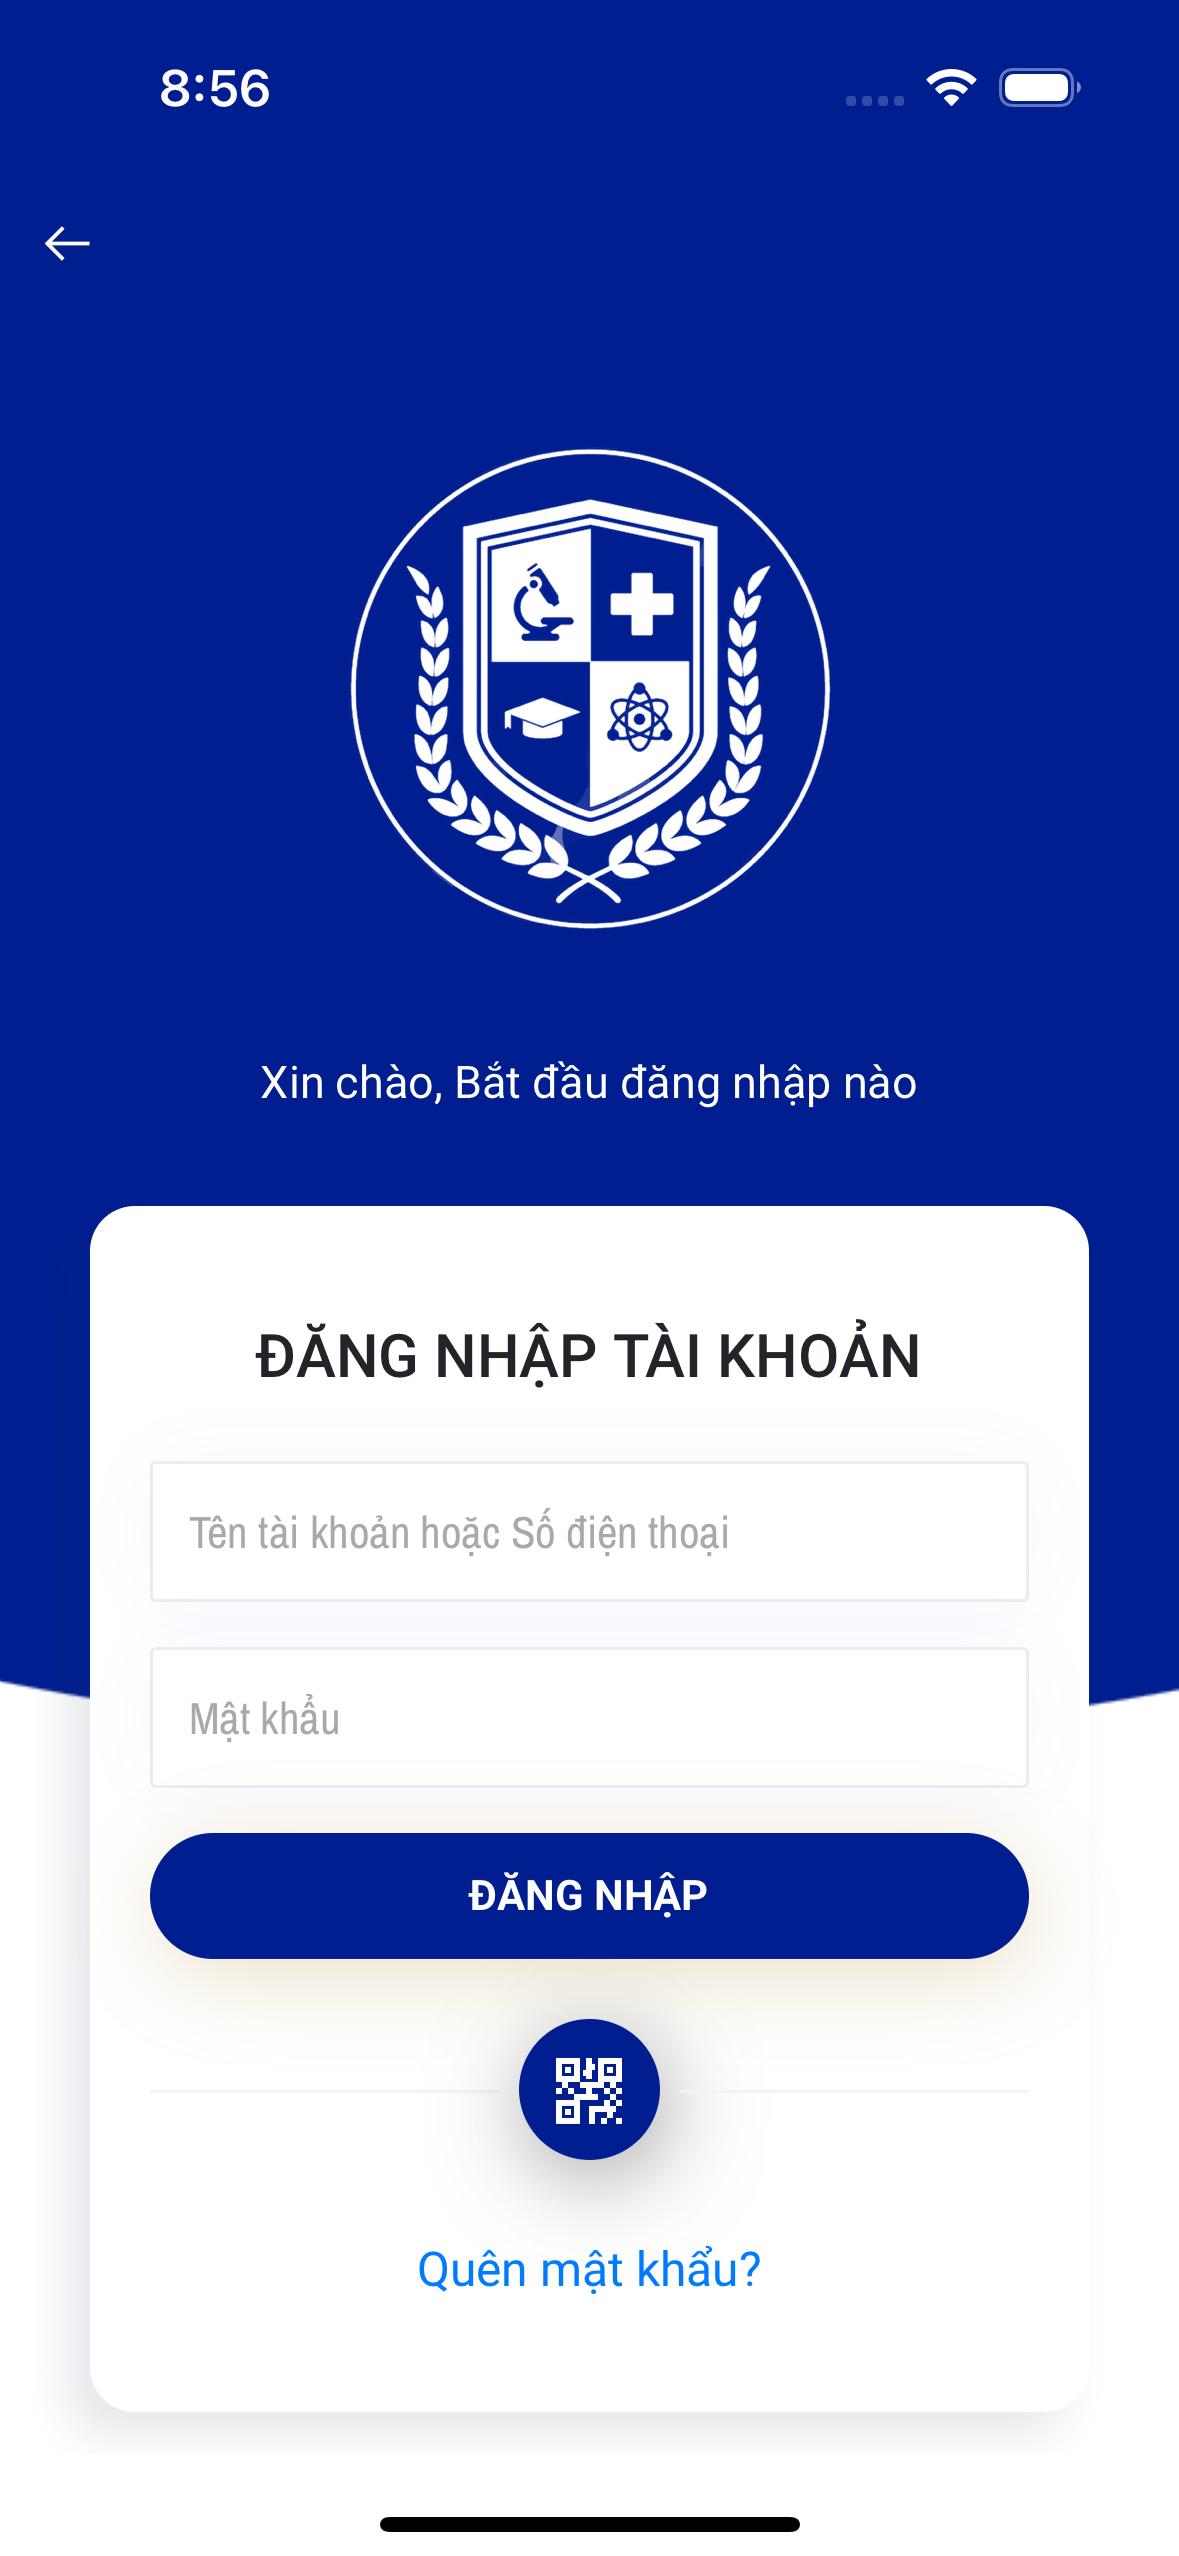 8:56
Xin chào, Bắt đầu đăng nhập nào
ĐĂNG NHẬP TÀI KHOẢN
Tên tài khoản hoặc Số điện thoại
Mật khẩu
ĐĂNG NHẬP
Quên mật khẩu?